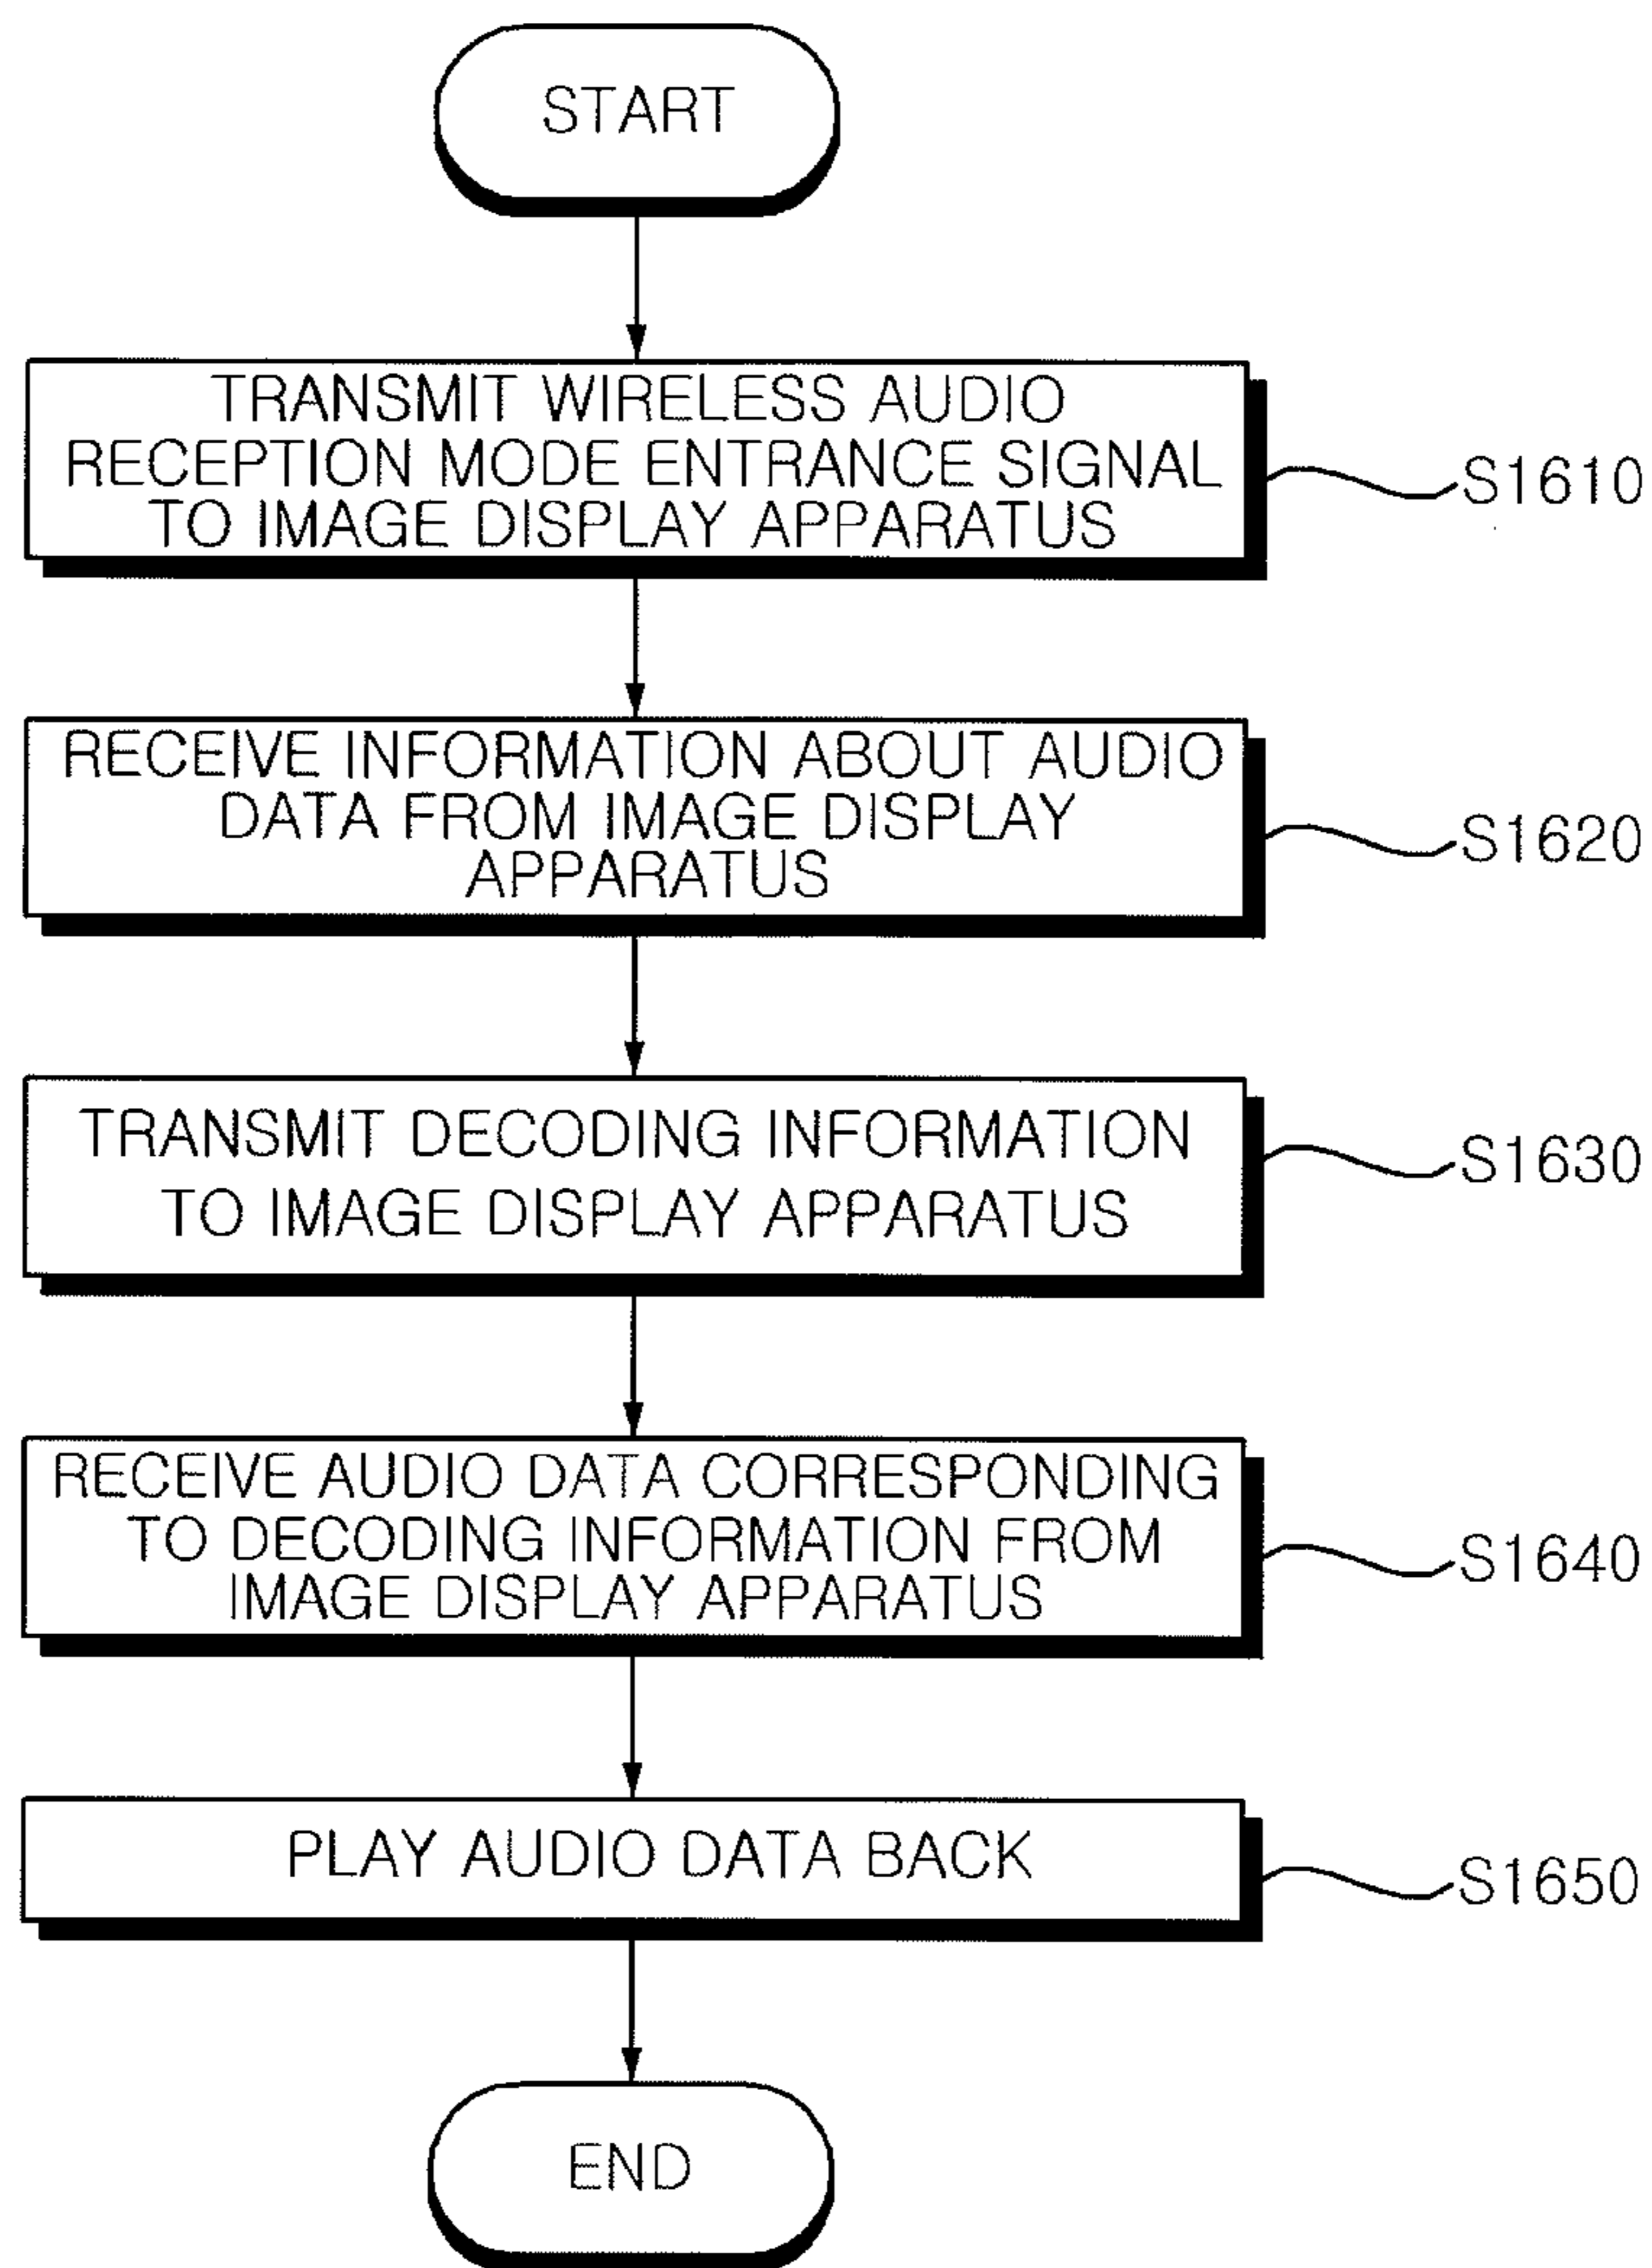 START
TRANSMIT WIRELESS AUDIO
RECEPTION MODE ENTRANCE SIGNAL
TO IMAGE DISPLAY APPARATUS
S1610
RECEIVE INFORMATION ABOUT AUDIO
DATA FROM IMAGE DISPLAY
APPARATUS
S1620
TRANSMIT DECODING INFORMATION
TO IMAGE DISPLAY APPARATUS
S1630
RECEIVE AUDIO DATA CORRESPONDING
TO DECODING INFORMATION FROM
IMAGE DISPLAY APPARATUS
S1640
PLAY AUDIO DATA BACK
S1650
END